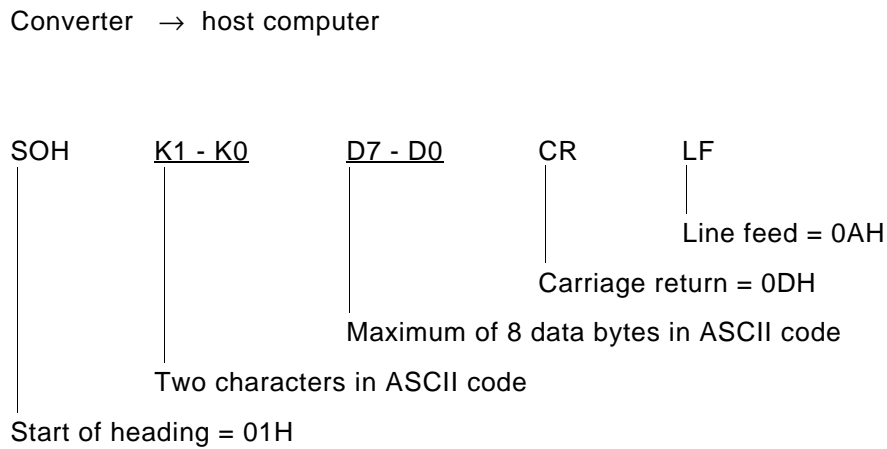 Converter → host computer
SOH K1 - K0 D7 - D0 CR LF
Line feed = 0AH
Carriage return = 0DH
Maximum of 8 data bytes in ASCII code
Two characters in ASCII code
Start of heading = 01H